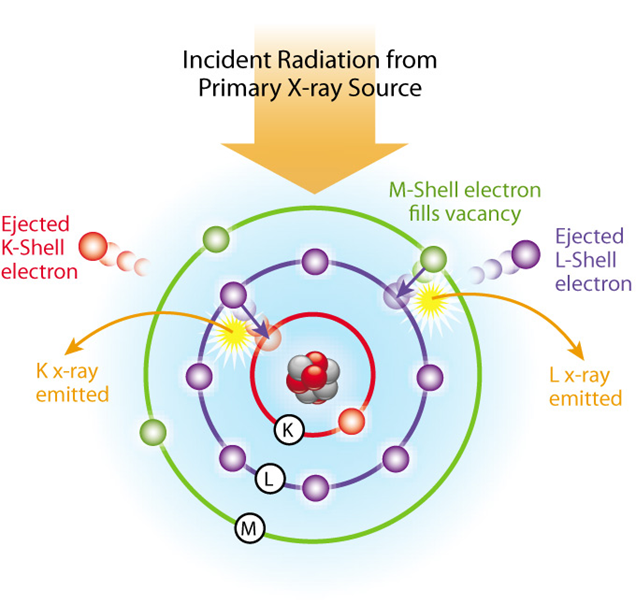 Incident Radiation from
Primary X-ray Source
M-Shell electron
fills vacancy
Ejected
K-Shell
electron
Ejected
L-Shell
electron
K x-ray
emitted
L x-ray
emitted
K
L
M